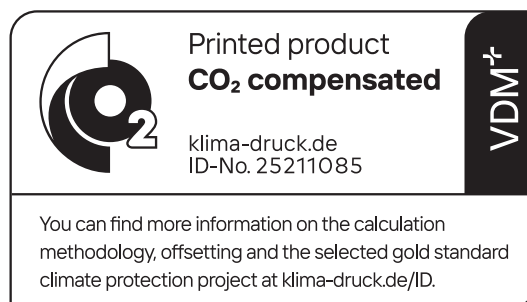 Printed product
CO₂ compensated
klima-druck.de
ID-No. 25211085
CO2
VDM+
You can find more information on the calculation
methodology, offsetting and the selected gold standard
climate protection project at klima-druck.de/ID.